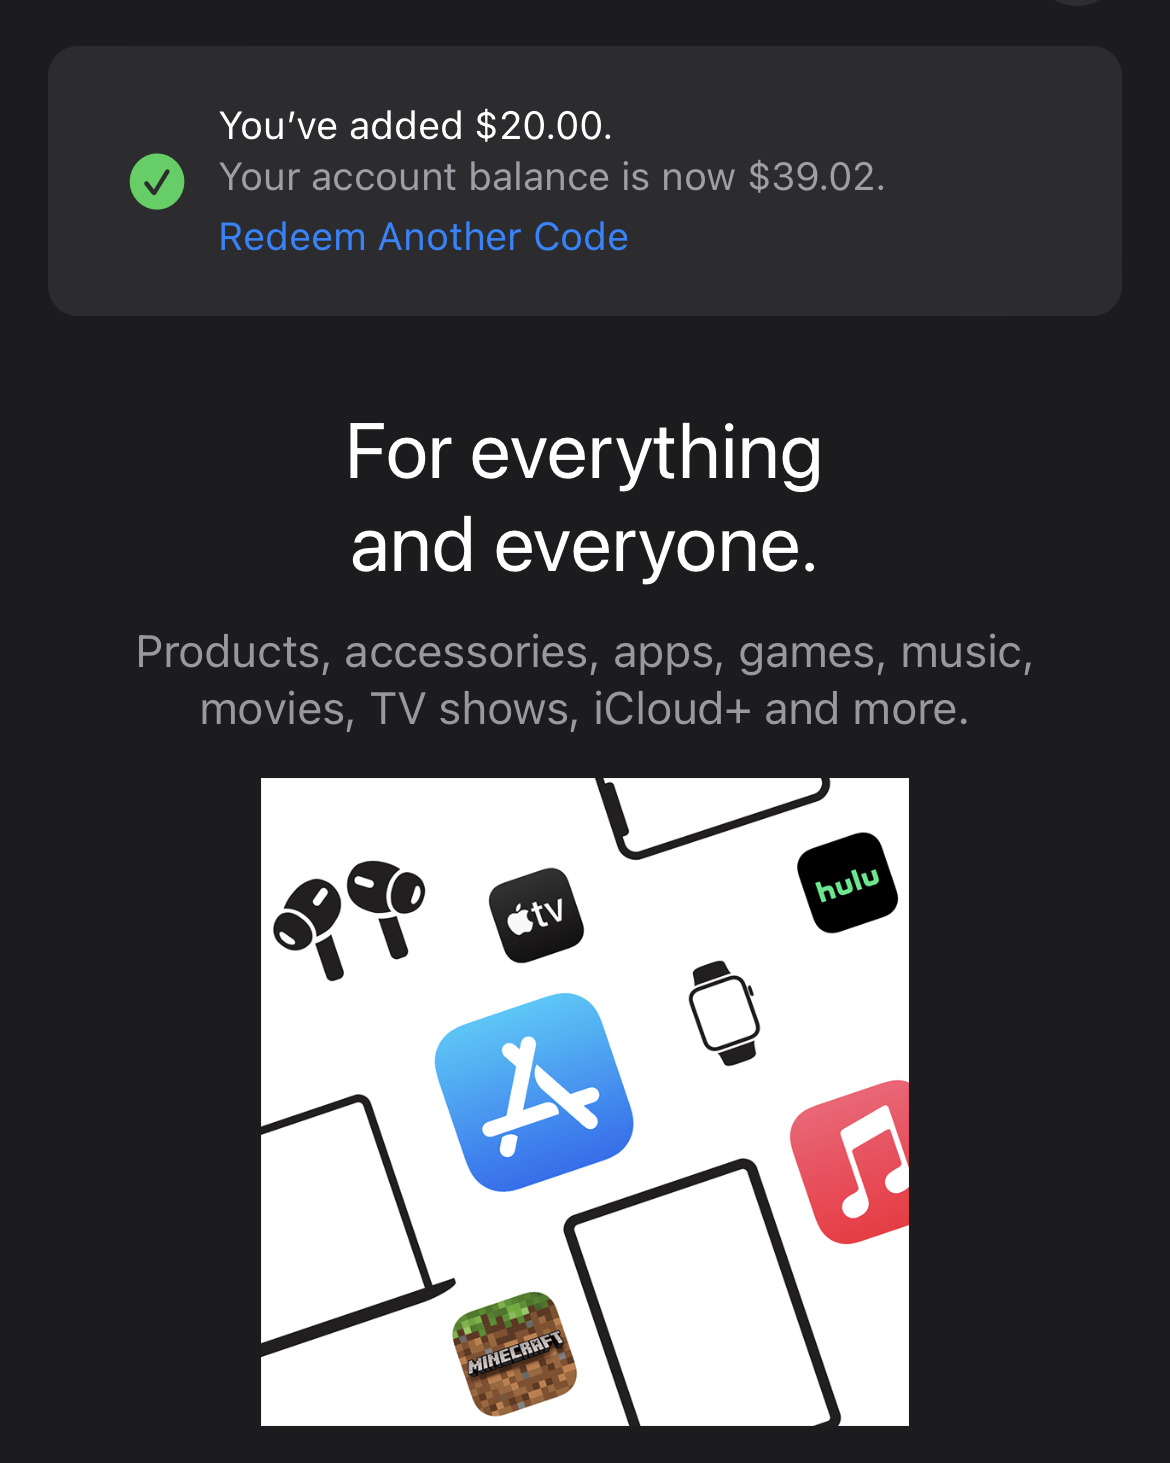 You’ve added $20.00.
Your account balance is now $39.02.
Redeem Another Code
For everything
and everyone.
Products, accessories, apps, games, music,
movies, TV shows, iCloud+ and more.
tv
hulu
MINECRAFT